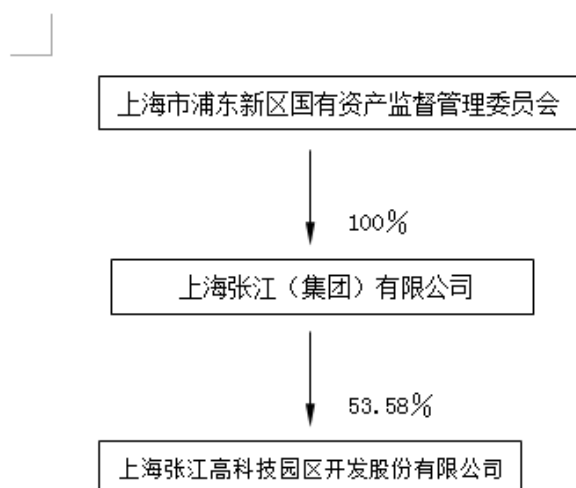 上海市浦东新区国有资产监督管理委员会
100%
上海张江（集团）有限公司
53.58%
上海张江高科技园区开发股份有限公司